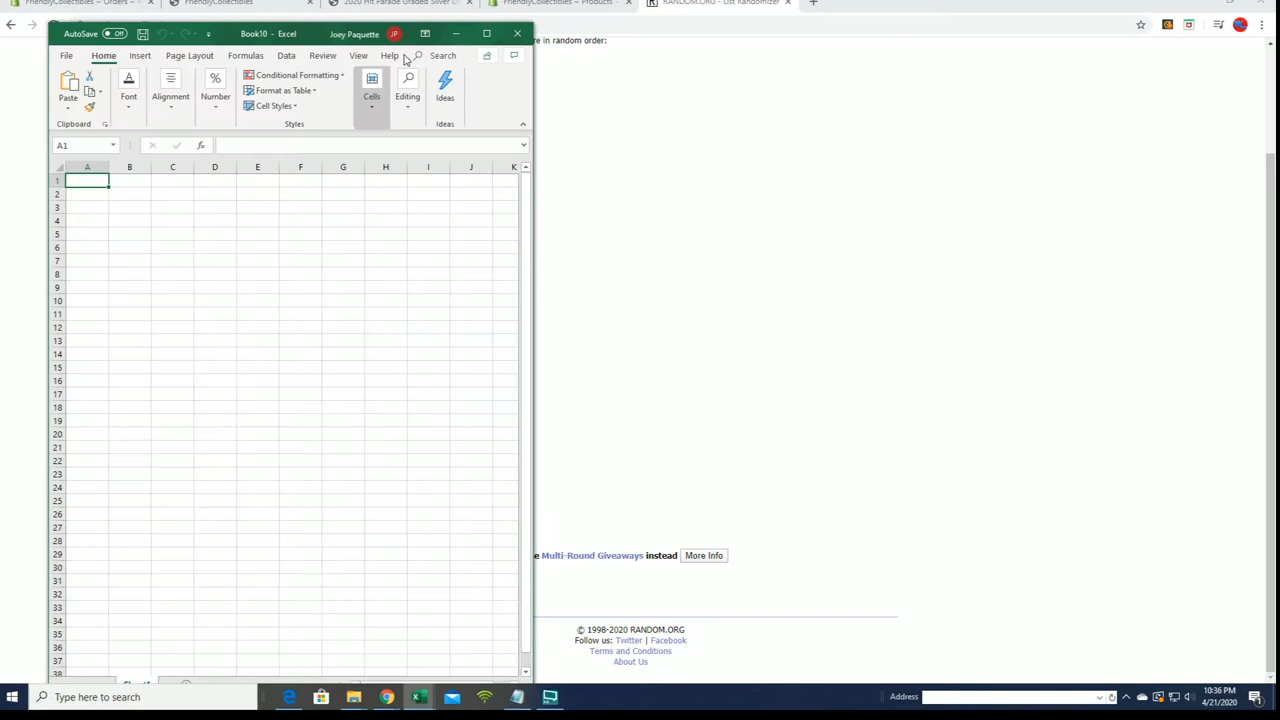 FriendlyCollectibles – Orders –
FriendlyCollectibles
2020 Hit Parade Graded Silver Do
FriendlyCollectibles – Products –
RANDOM.ORG - List Randomizer
AutoSave Off
Book10 - Excel
Joey Paquette JP
re in random order:
File Home Insert Page Layout Formulas Data Review View Help Search
Paste
Font
Alignment
Number
Conditional Formatting
Format as Table
Cell Styles
Cells
Editing
Ideas
Clipboard
Styles
Ideas
A1
A B C D E F G H I J K
1
2
3
4
5
6
7
8
9
10
11
12
13
14
15
16
17
18
19
20
21
22
23
24
25
26
27
28
29
30
31
32
33
34
35
36
37
38
e Multi-Round Giveaways instead More Info
© 1998-2020 RANDOM.ORG
Follow us: Twitter | Facebook
Terms and Conditions
About Us
Sheet1
Type here to search
Address
10:36 PM
4/21/2020